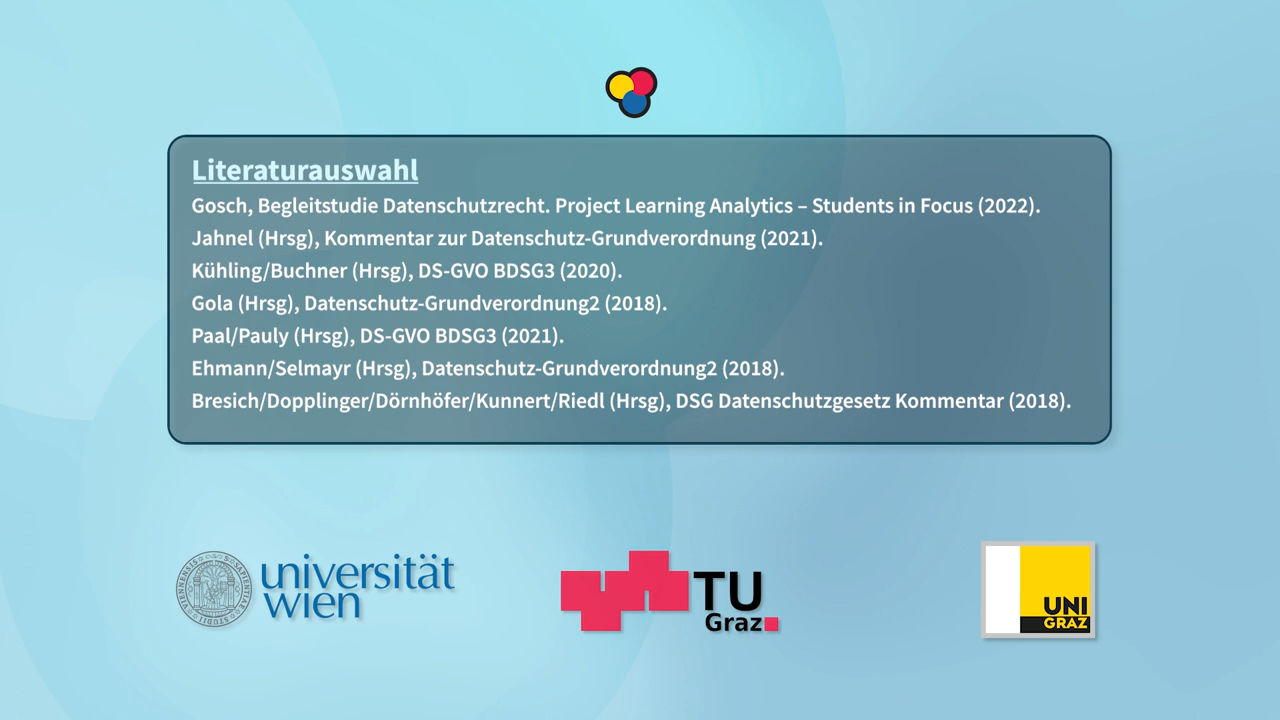 Literaturauswahl
Gosch, Begleitstudie Datenschutzrecht. Project Learning Analytics – Students in Focus (2022).
Jahnel (Hrsg), Kommentar zur Datenschutz-Grundverordnung (2021).
Kühling/Buchner (Hrsg), DS-GVO BDSG3 (2020).
Gola (Hrsg), Datenschutz-Grundverordnung2 (2018).
Paal/Pauly (Hrsg), DS-GVO BDSG3 (2021).
Ehmann/Selmayr (Hrsg), Datenschutz-Grundverordnung2 (2018).
Bresich/Dopplinger/Dörnhöfer/Kunnert/Riedl (Hrsg), DSG Datenschutzgesetz Kommentar (2018).
universität
wien
TU
Graz
UNI
GRAZ